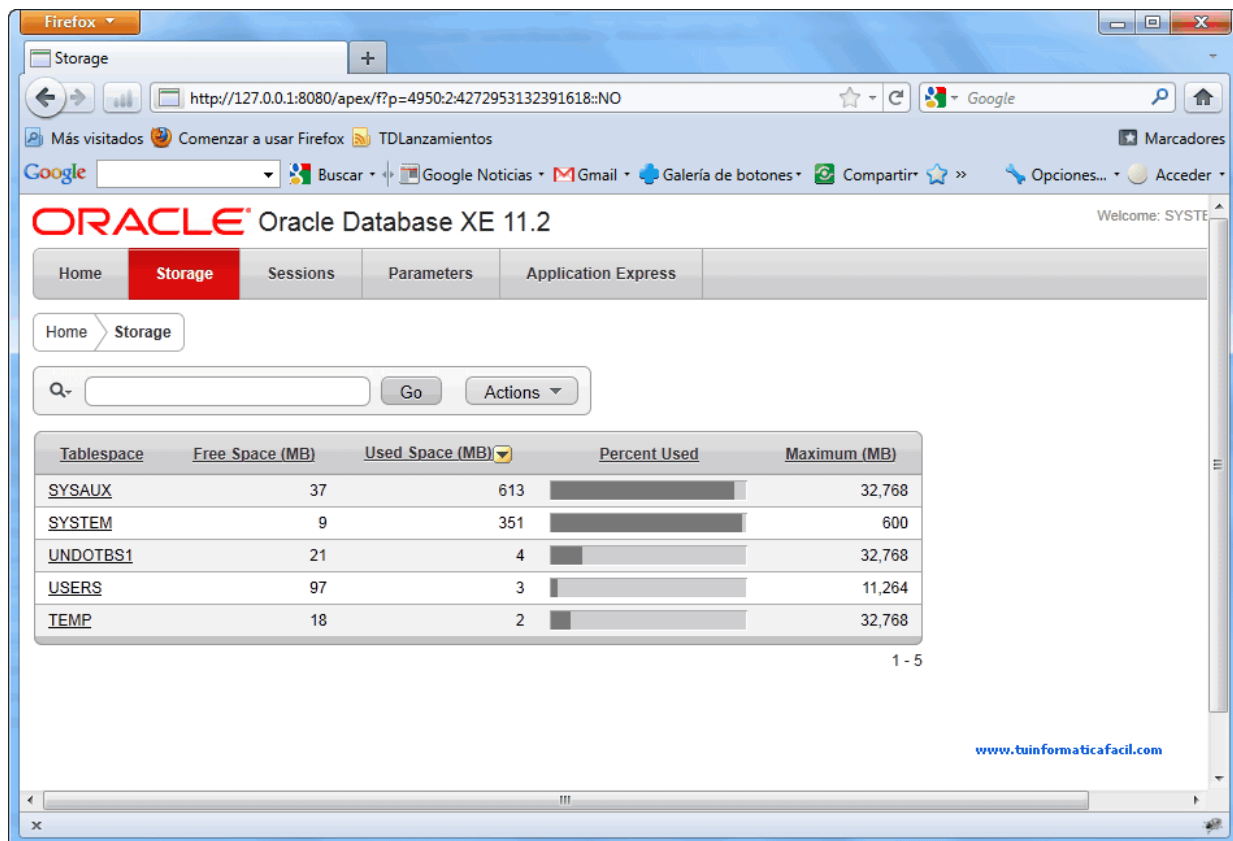 Firefox
Storage
http://127.0.0.1:8080/apex/f?p=4950:2:4272953132391618::NO
Google
Más visitados Comenzar a usar Firefox TDLanzamientos Marcadores
Google Buscar Google Noticias Gmail Galería de botones Compartir » Opciones... Acceder
ORACLE Oracle Database XE 11.2 Welcome: SYSTE
Home Storage Sessions Parameters Application Express
Home Storage
Go Actions
Tablespace Free Space (MB) Used Space (MB) Percent Used Maximum (MB)
SYSAUX 37 613 32,768
SYSTEM 9 351 600
UNDOTBS1 21 4 32,768
USERS 97 3 11,264
TEMP 18 2 32,768
1 - 5
www.tuinformaticafacil.com